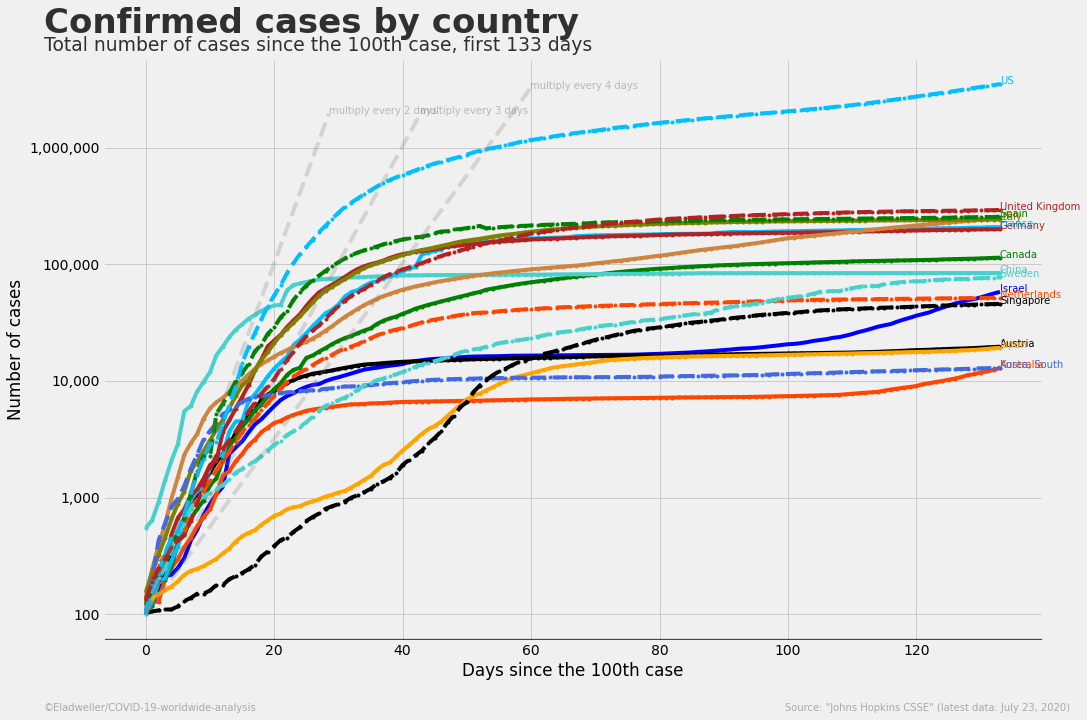 Confirmed cases by country
Total number of cases since the 100th case, first 133 days
multiply every 4 days
multiply every 2 days
multiply every 3 days
US
1,000,000
United Kingdom
Spain
Italy
France
Germany
100,000
Canada
China
Sweden
Israel
Netherlands
Singapore
Austria
10,000
Australia
Korea, South
1,000
100
0 20 40 60 80 100 120
Number of cases
Days since the 100th case
©Eladweller/COVID-19-worldwide-analysis
Source: "Johns Hopkins CSSE" (latest data: July 23, 2020)